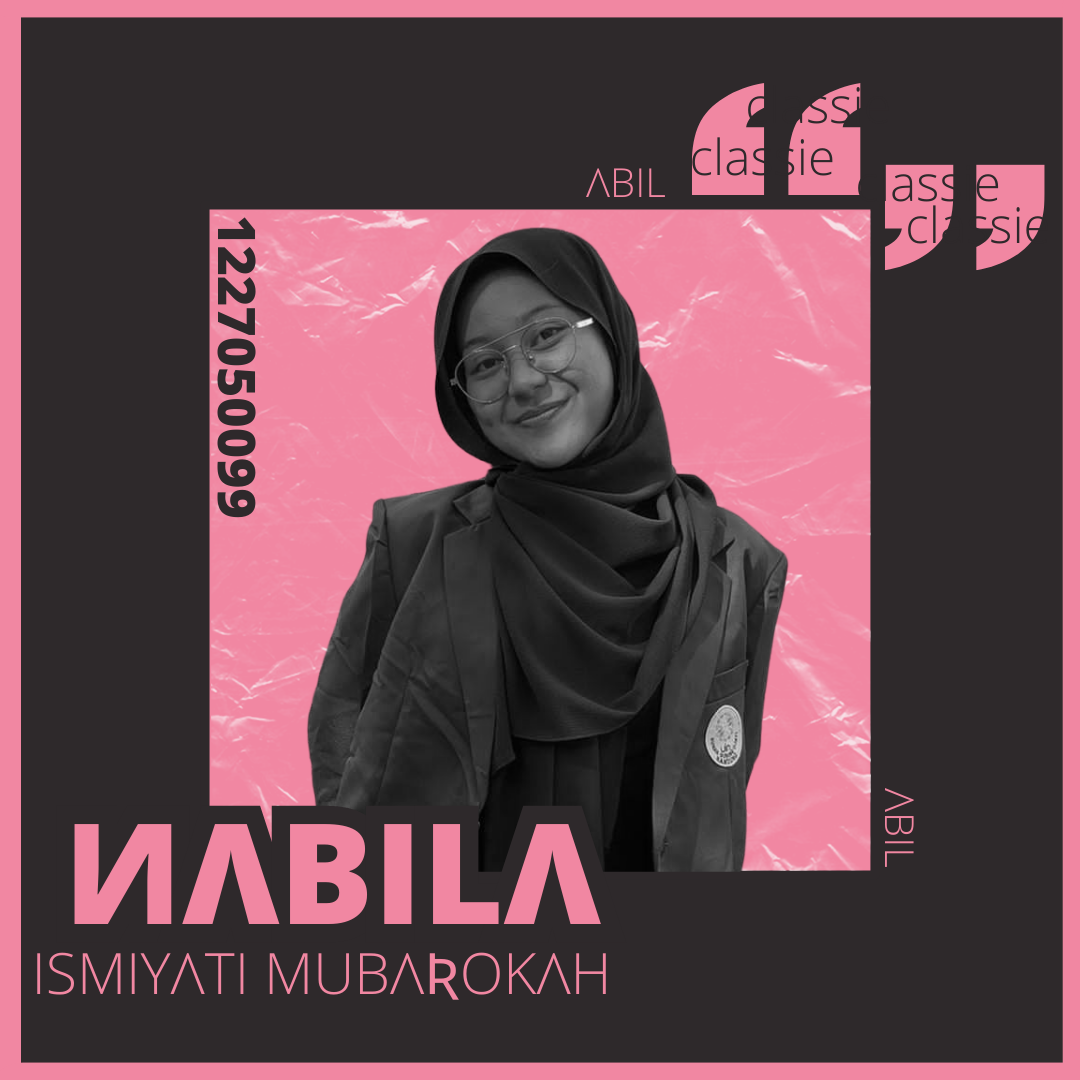 ABIL
classie
classie
classie
classie
1227050099
ABIL
NABILA
ISMIYATI MUBAROKAH